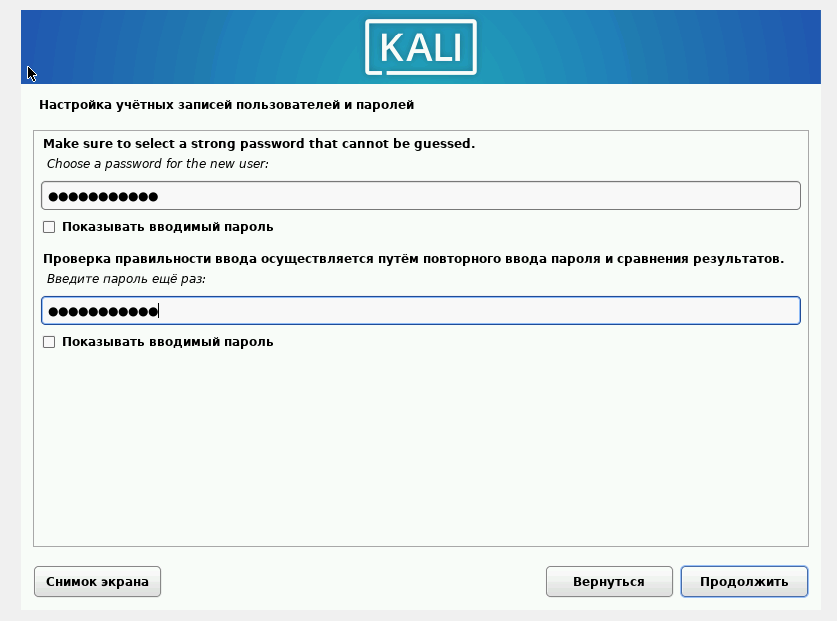 KALI
Настройка учётных записей пользователей и паролей
Make sure to select a strong password that cannot be guessed.
Choose a password for the new user:
●●●●●●●●●●●
Показывать вводимый пароль
Проверка правильности ввода осуществляется путём повторного ввода пароля и сравнения результатов.
Введите пароль ещё раз:
●●●●●●●●●●●
Показывать вводимый пароль
Снимок экрана
Вернуться
Продолжить